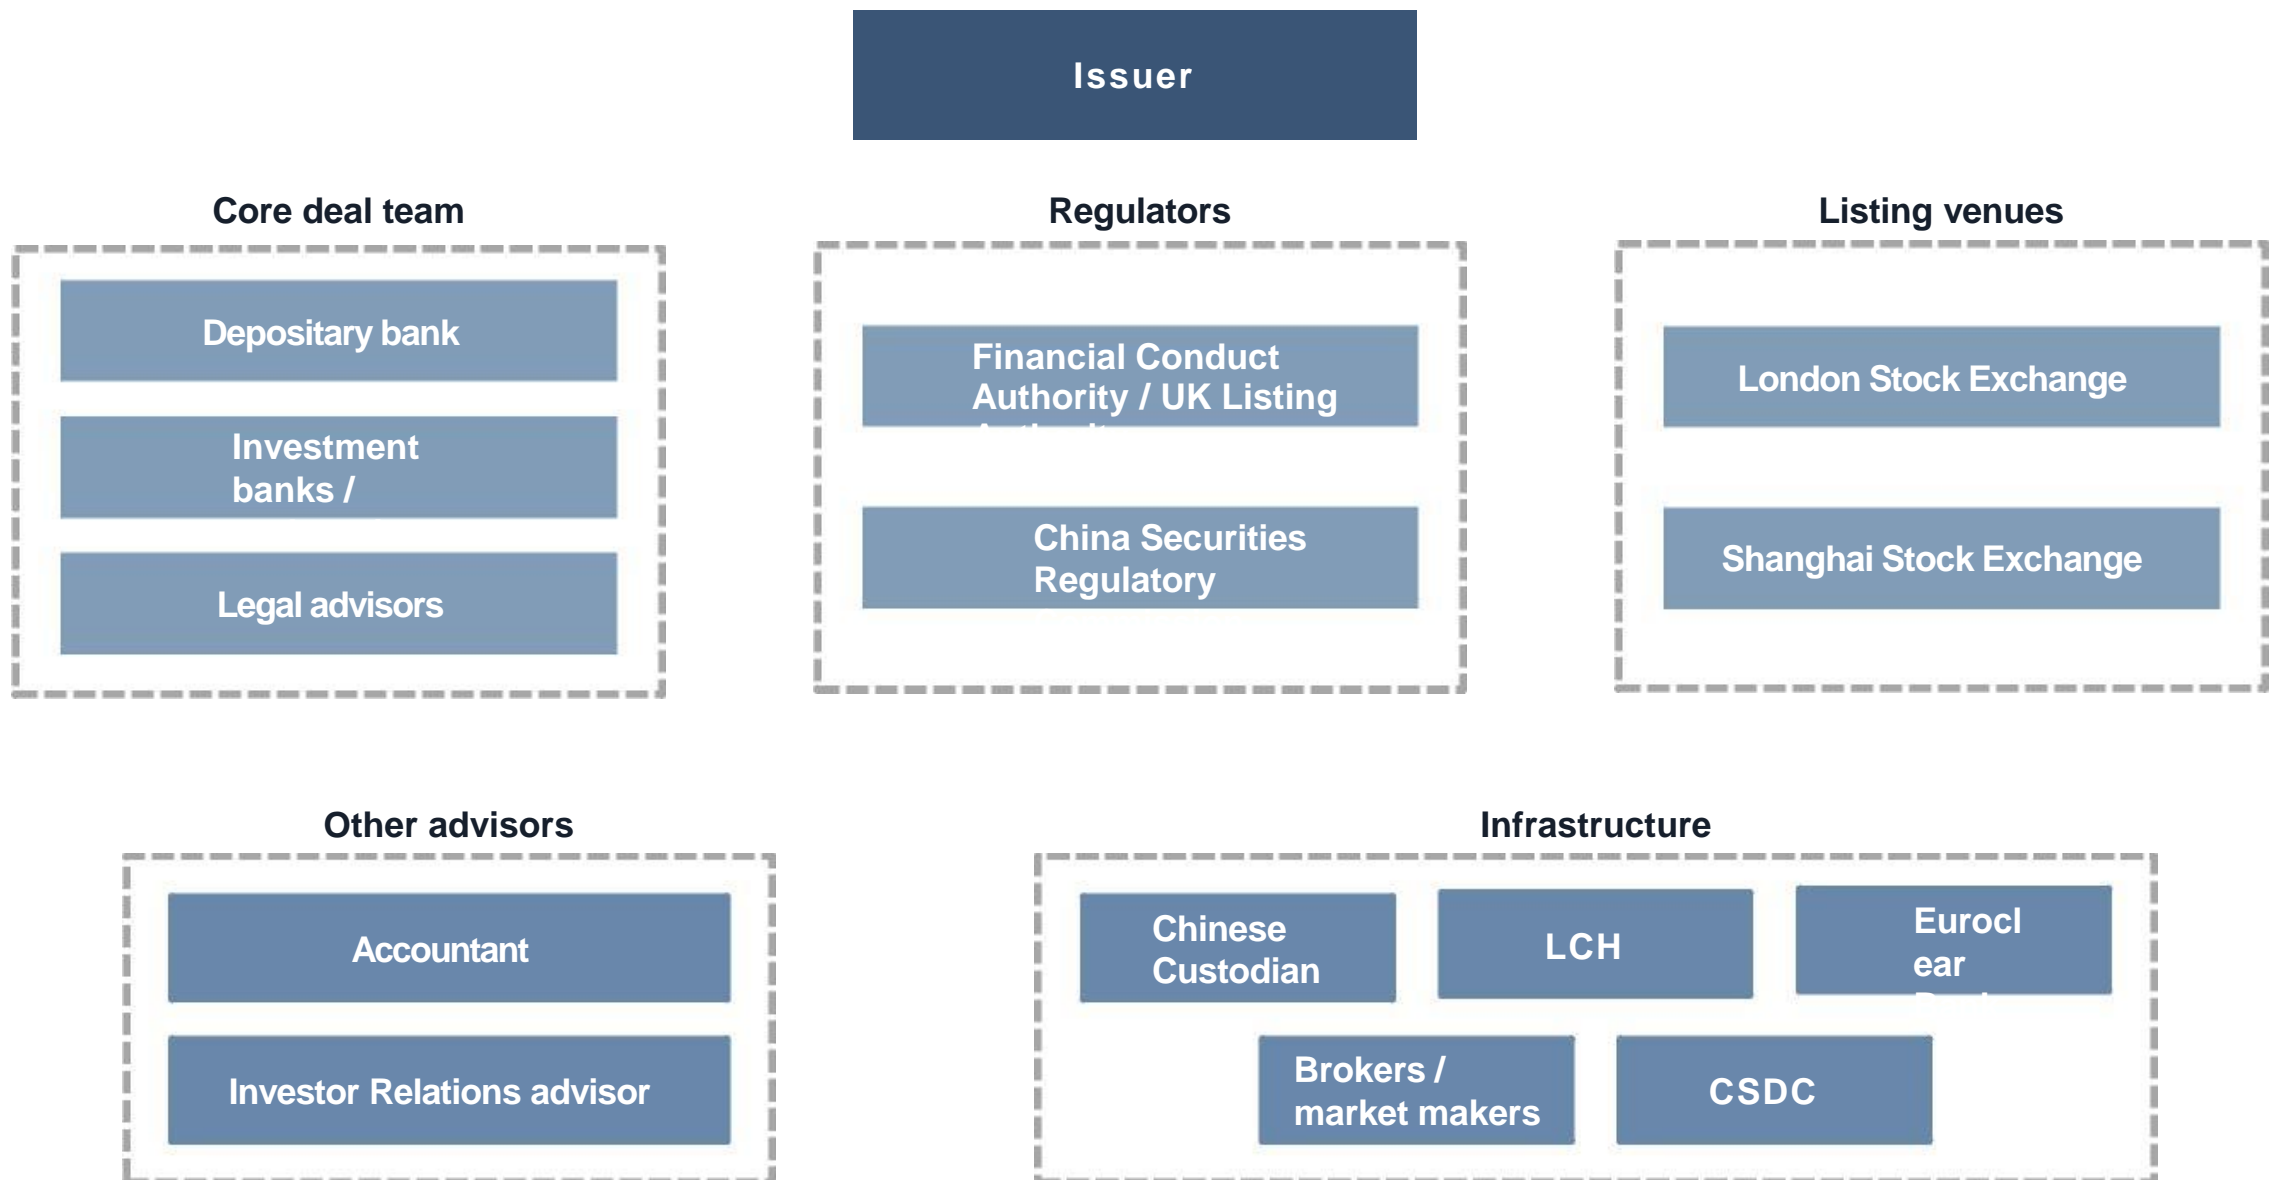 Issuer
Core deal team
Regulators
Listing venues
Depositary bank
Investment
banks /
Legal advisors
Financial Conduct
Authority / UK Listing
China Securities
Regulatory
London Stock Exchange
Shanghai Stock Exchange
Other advisors
Infrastructure
Accountant
Investor Relations advisor
Chinese
Custodian
LCH
Eurocl
ear
Brokers /
market makers
CSDC